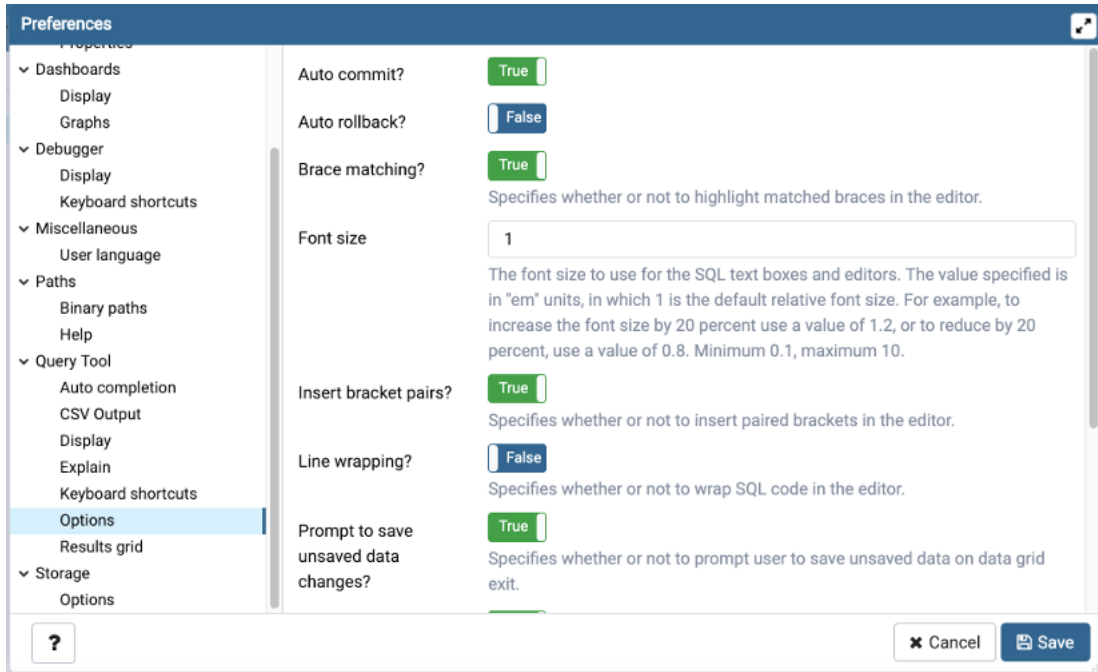 Preferences
Properties
Dashboards
Display
Graphs
Debugger
Display
Keyboard shortcuts
Miscellaneous
User language
Paths
Binary paths
Help
Query Tool
Auto completion
CSV Output
Display
Explain
Keyboard shortcuts
Options
Results grid
Storage
Options
Auto commit?
True
Auto rollback?
False
Brace matching?
True
Specifies whether or not to highlight matched braces in the editor.
Font size
1
The font size to use for the SQL text boxes and editors. The value specified is
in "em" units, in which 1 is the default relative font size. For example, to
increase the font size by 20 percent use a value of 1.2, or to reduce by 20
percent, use a value of 0.8. Minimum 0.1, maximum 10.
Insert bracket pairs?
True
Specifies whether or not to insert paired brackets in the editor.
Line wrapping?
False
Specifies whether or not to wrap SQL code in the editor.
Prompt to save
unsaved data
changes?
True
Specifies whether or not to prompt user to save unsaved data on data grid
exit.
?
Cancel
Save